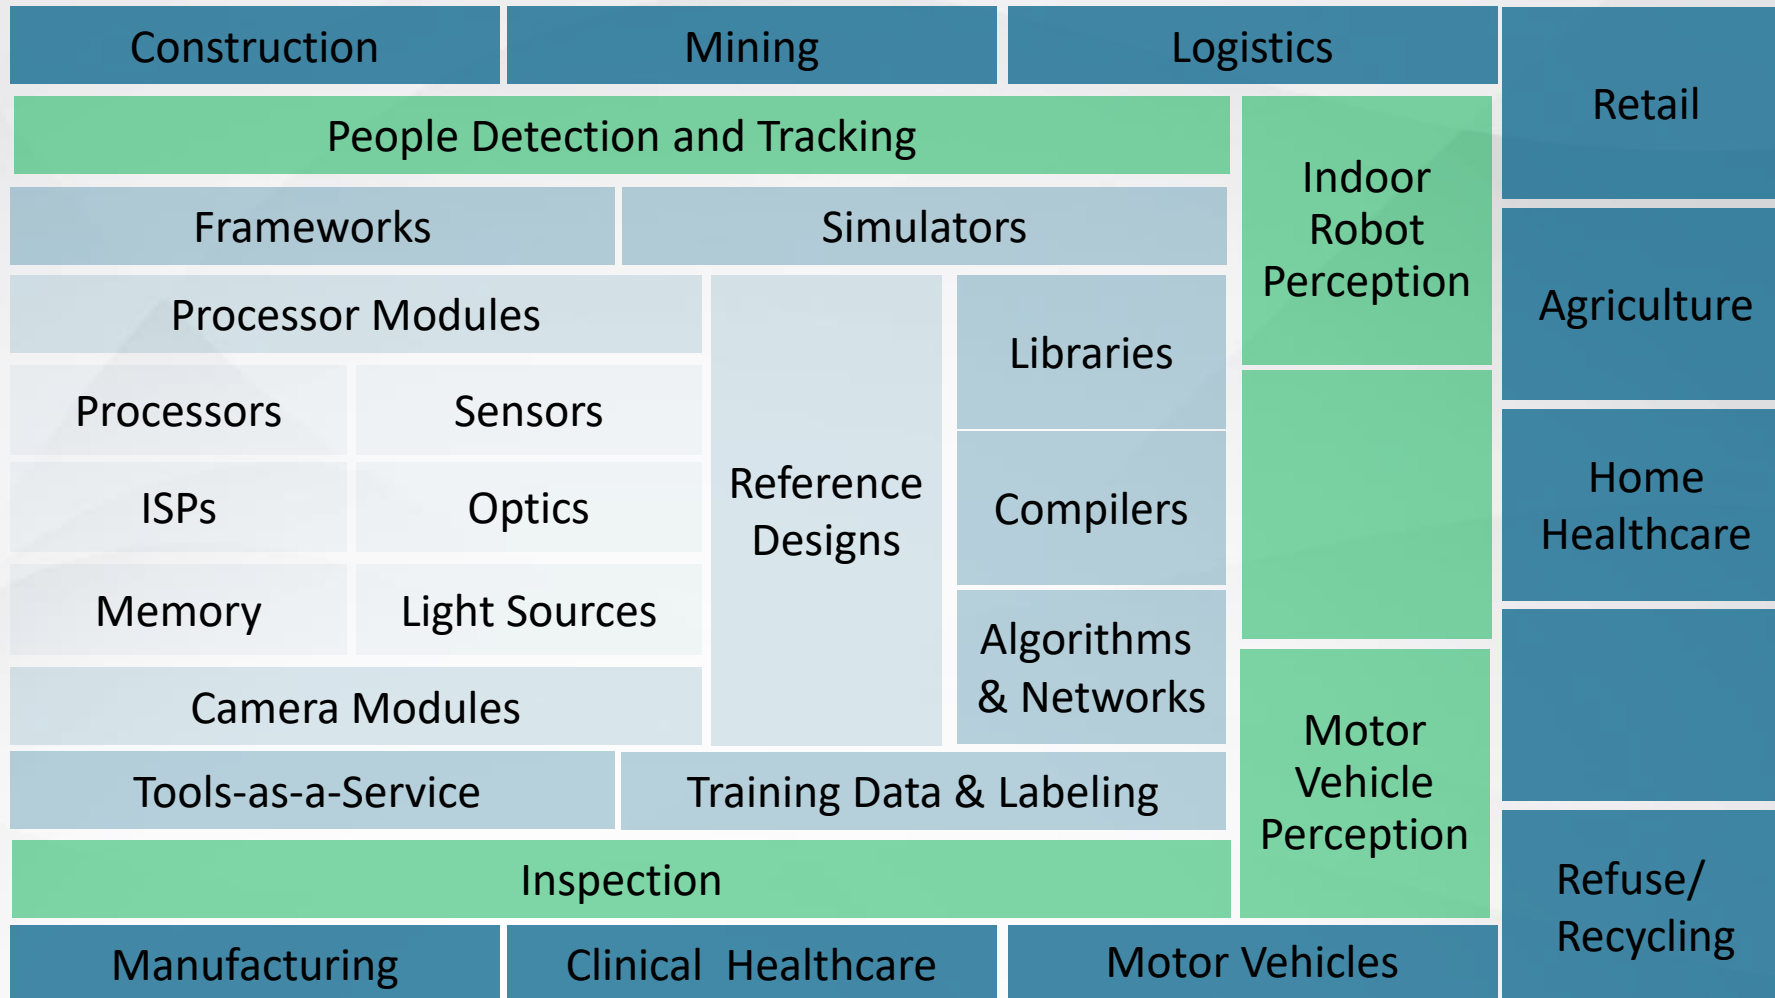 Construction
Mining
Logistics
Retail
People Detection and Tracking
Indoor
Robot
Perception
Frameworks
Simulators
Agriculture
Processor Modules
Libraries
Processors
Sensors
Reference
Designs
Home
Healthcare
ISPs
Optics
Compilers
Memory
Light Sources
Algorithms
& Networks
Camera Modules
Motor
Vehicle
Perception
Tools-as-a-Service
Training Data & Labeling
Inspection
Refuse/
Recycling
Manufacturing
Clinical Healthcare
Motor Vehicles